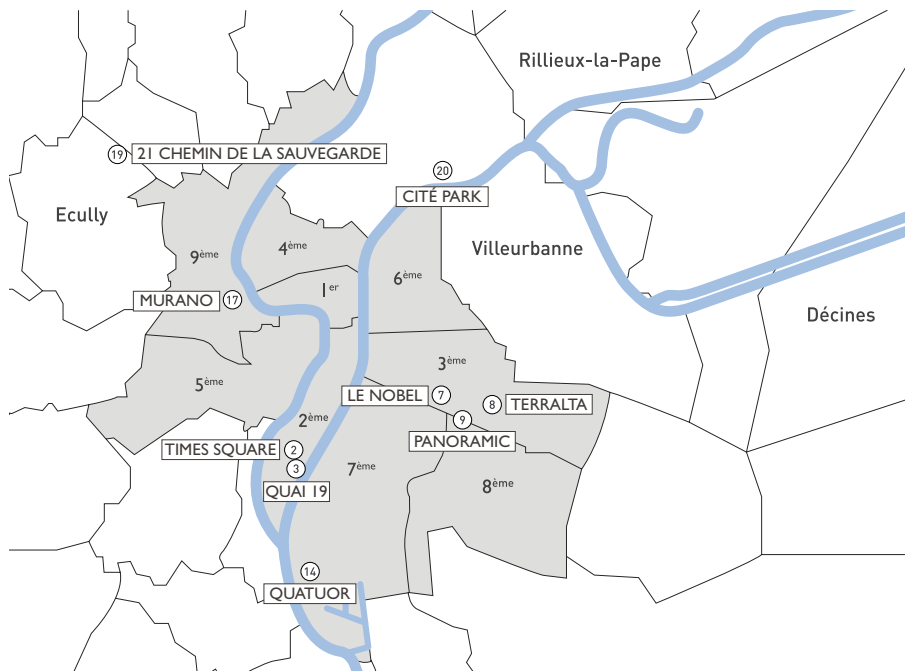 Rillieux-la-Pape
19 21 CHEMIN DE LA SAUVEGARDE
20
CITÉ PARK
Ecully
4ème
Villeurbanne
9ème
6ème
1er
MURANO 17
Décines
3ème
5ème
LE NOBEL 7
8 TERRALTA
2ème
9
PANORAMIC
TIMES SQUARE 2
3
7ème
QUAI 19
8ème
14
QUATUOR